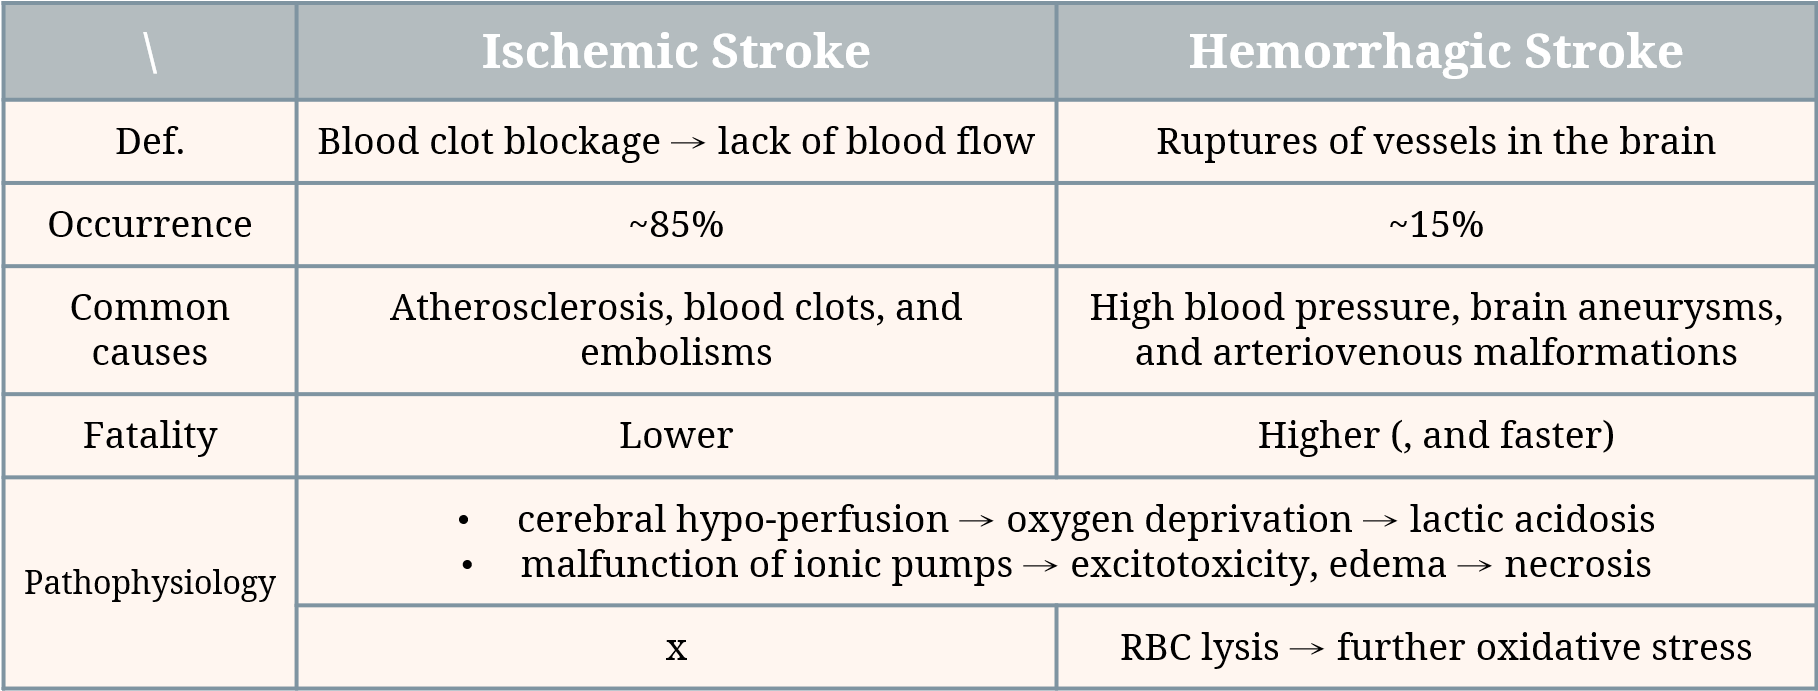 \ Ischemic Stroke Hemorrhagic Stroke
Def. Blood clot blockage → lack of blood flow Ruptures of vessels in the brain
Occurrence ~85% ~15%
Common
causes
Atherosclerosis, blood clots, and
embolisms
High blood pressure, brain aneurysms,
and arteriovenous malformations
Fatality Lower Higher (, and faster)
Pathophysiology
• cerebral hypo-perfusion → oxygen deprivation → lactic acidosis
• malfunction of ionic pumps → excitotoxicity, edema → necrosis
x RBC lysis → further oxidative stress